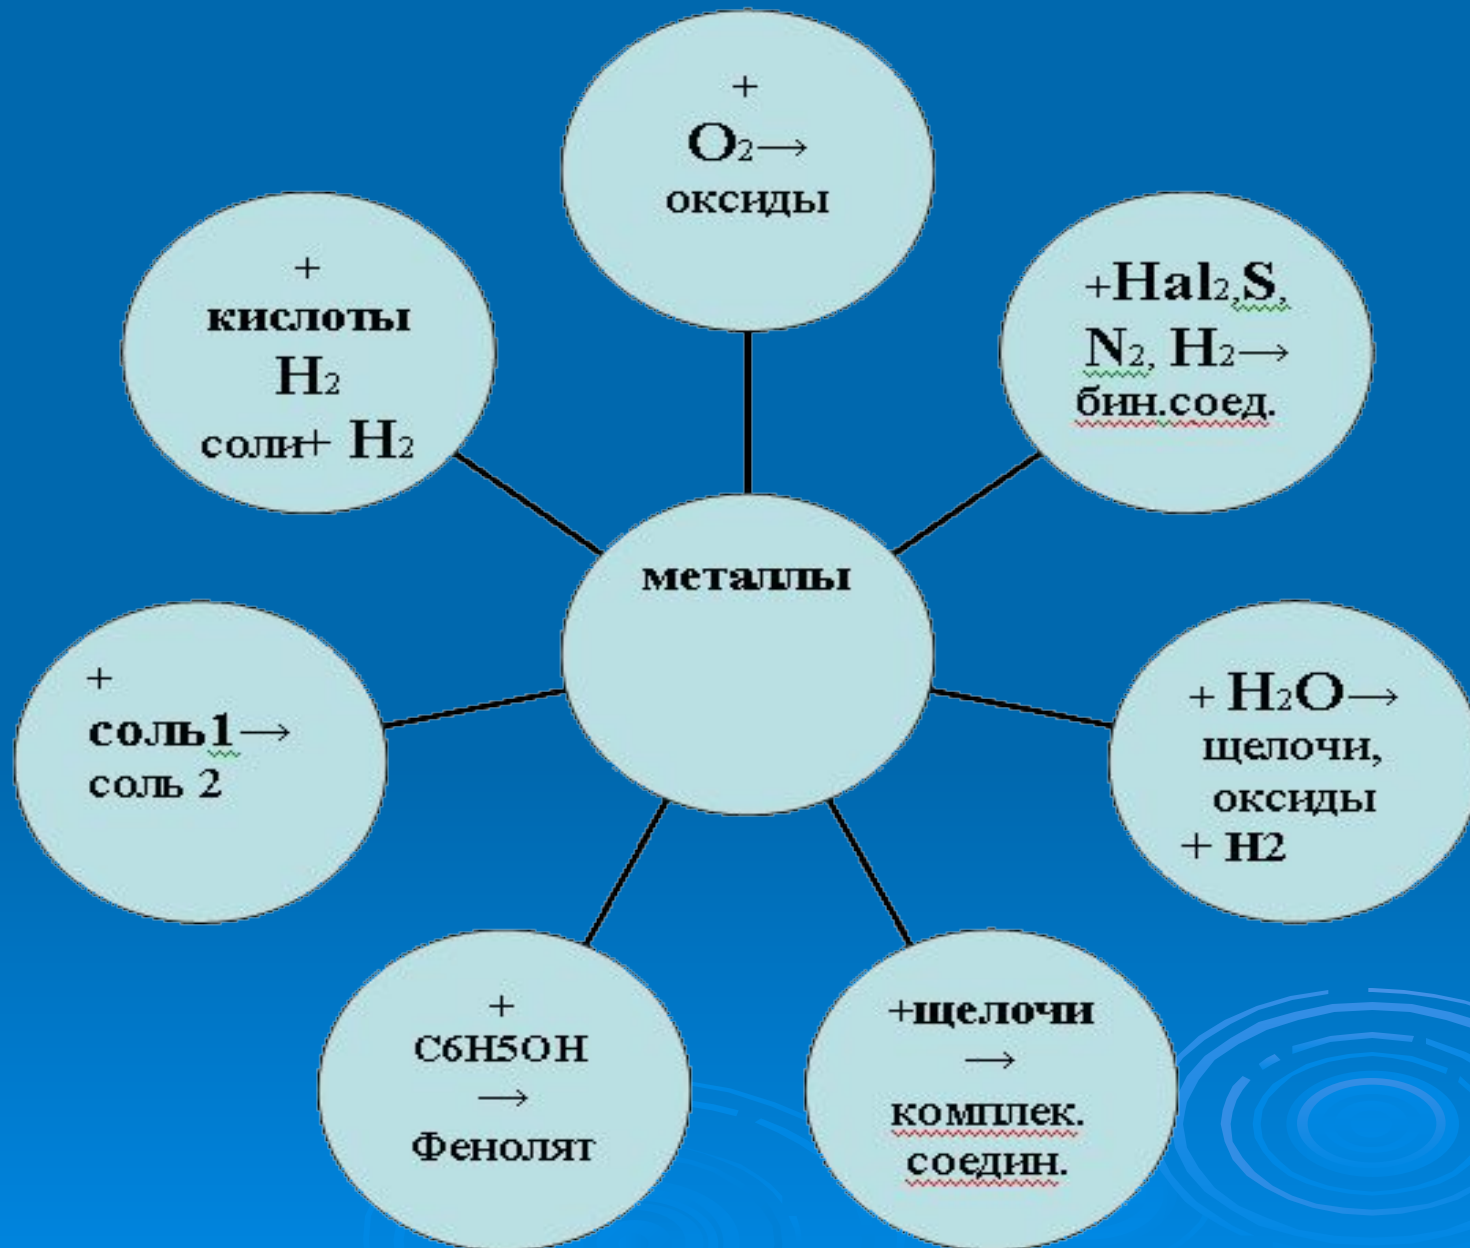 +
O₂→
оксиды
+Hal₂,S,
N₂, H₂→
бин.соед.
+ H₂O→
щелочи,
оксиды
+ H2
+щелочи
→
комплек.
соедин.
+
C6H5OH
→
Фенолят
+
соль1→
соль 2
+
кислоты
H₂
соли+ H₂
металлы